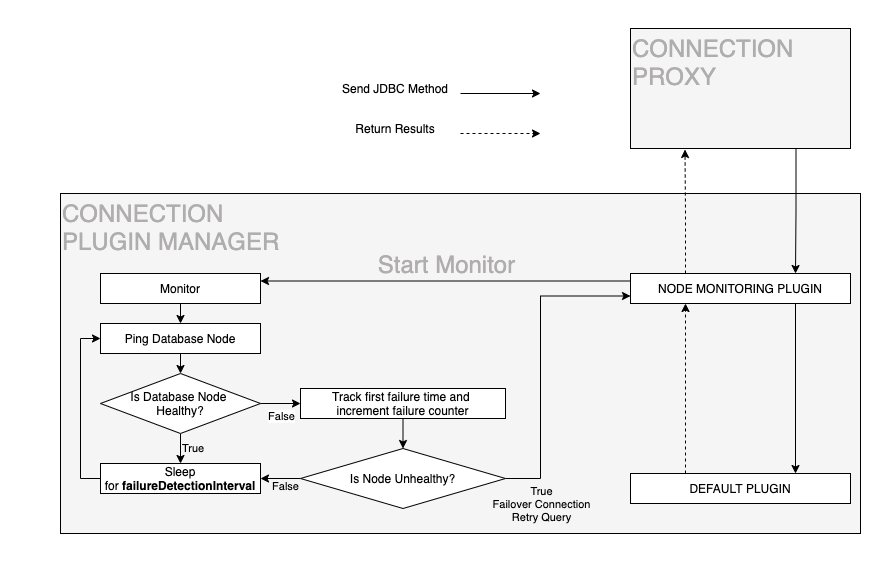 CONNECTION
PROXY
Send JDBC Method
Return Results
CONNECTION
PLUGIN MANAGER
Start Monitor
Monitor
NODE MONITORING PLUGIN
Ping Database Node
Is Database Node
Healthy?
False
Track first failure time and
increment failure counter
True
Sleep
for failureDetectionInterval
False
Is Node Unhealthy?
True
Failover Connection
Retry Query
DEFAULT PLUGIN